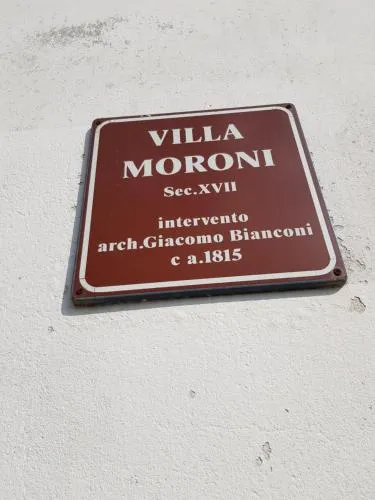 VILLA
MORONI
Sec.XVII
intervento
arch.Giacomo Bianconi
c a.1815